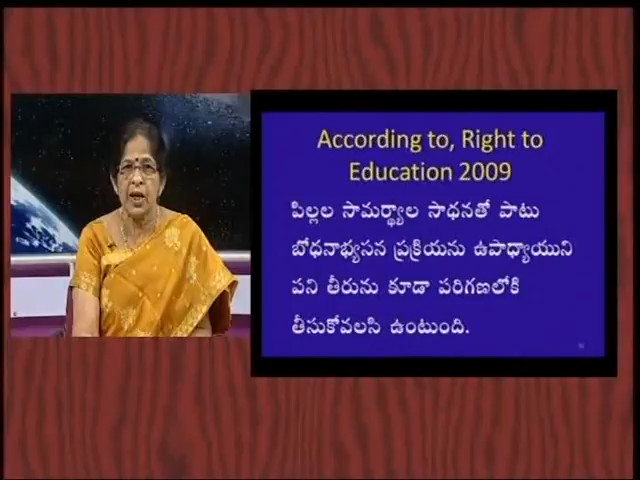 According to, Right to
Education 2009
పిల్లల సామర్థ్యాల సాధనతో పాటు
బోధనాభ్యసన ప్రక్రియను ఉపాధ్యాయుని
పని తీరును కూడా పరిగణలోకి
తీసుకోవలసి ఉంటుంది.